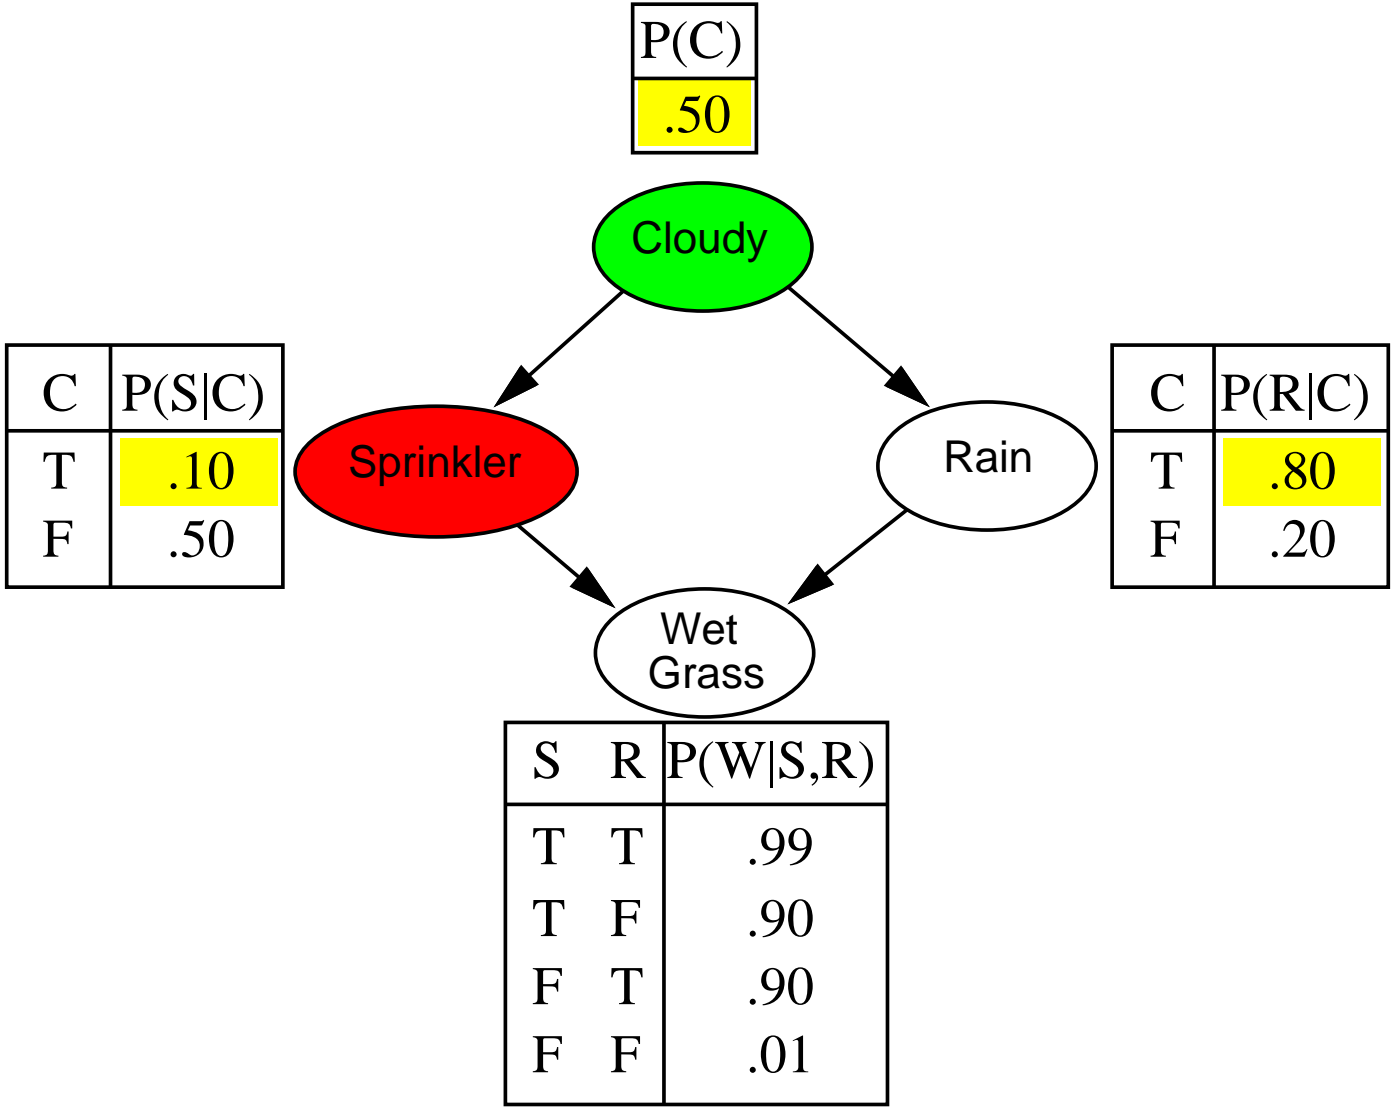 P(C)
.50
Cloudy
C P(S|C)
T .10
F .50
Sprinkler
Rain
C P(R|C)
T .80
F .20
Wet
Grass
S R P(W|S,R)
T T .99
T F .90
F T .90
F F .01